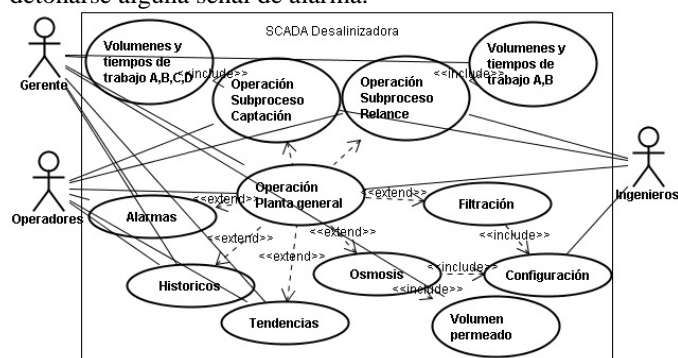 detonarse alguna señal de alarma.
SCADA Desalinizadora
Gerente
Volumenes y
tiempos de
trabajo A,B,C,D
<<include>>
Operación
Subproceso
Captación
Operación
Subproceso
Relance
<<include>>
Volumenes y
tiempos de
trabajo A,B
Operadores
Ingenieros
Operación
Planta general
<<extend>>
Alarmas
<<extend>>
Filtración
<<extend>>
<<extend>>
<<extend>>
<<include>>
Historicos
Osmosis
<<include>>
Configuración
<<include>>
Tendencias
Volumen
permeado